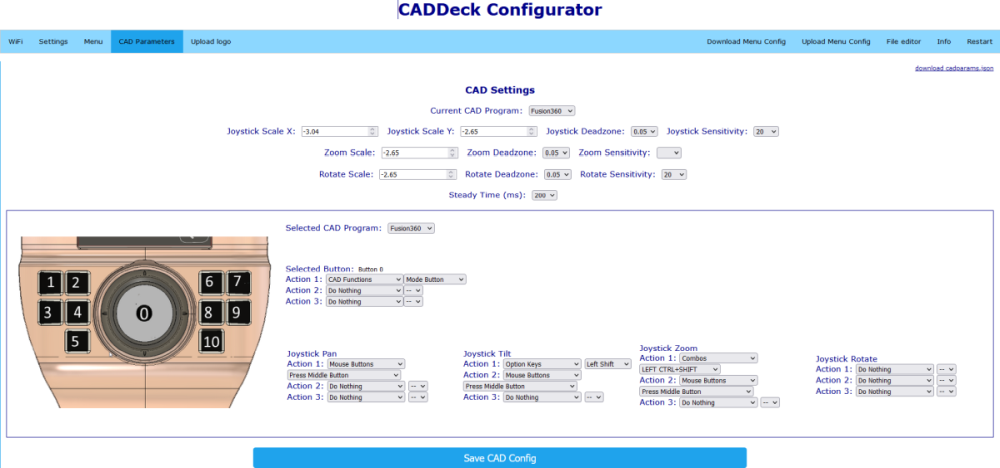 CADDeck Configurator
WiFi Settings Menu CAD Parameters Upload logo Download Menu Config Upload Menu Config File editor Info Restart
download cadparams.json
CAD Settings
Current CAD Program: Fusion360
Joystick Scale X: -3.04 Joystick Scale Y: -2.65 Joystick Deadzone: 0.05 Joystick Sensitivity: 20
Zoom Scale: -2.65 Zoom Deadzone: 0.05 Zoom Sensitivity:
Rotate Scale: -2.65 Rotate Deadzone: 0.05 Rotate Sensitivity: 20
Steady Time (ms): 200
Selected CAD Program: Fusion360
1 2 6 7
3 4 0 8 9
5 10
Selected Button: Button 0
Action 1: CAD Functions Mode Button
Action 2: Do Nothing --
Action 3: Do Nothing --
Joystick Pan
Action 1: Mouse Buttons
Press Middle Button
Action 2: Do Nothing --
Action 3: Do Nothing --
Joystick Tilt
Action 1: Option Keys Left Shift
Action 2: Mouse Buttons
Press Middle Button
Action 3: Do Nothing --
Joystick Zoom
Action 1: Combos
LEFT CTRL+SHIFT
Action 2: Mouse Buttons
Press Middle Button
Action 3: Do Nothing --
Joystick Rotate
Action 1: Do Nothing --
Action 2: Do Nothing --
Action 3: Do Nothing --
Save CAD Config